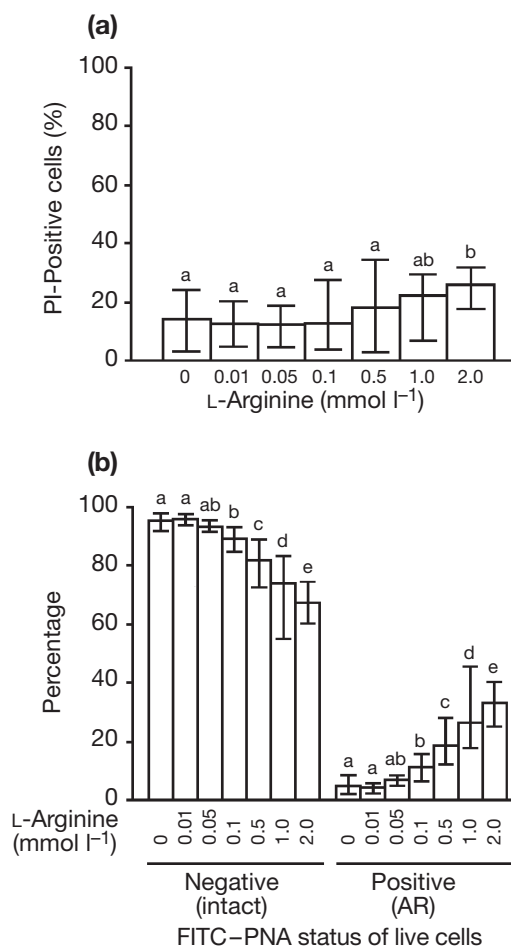 (a)
100
80
60
40
20
0
PI-Positive cells (%)
a a a a a ab b
0 0.01 0.05 0.1 0.5 1.0 2.0
L-Arginine (mmol l⁻¹)
(b)
100
80
60
40
20
0
Percentage
a a ab b c d e a a ab b c d e
L-Arginine
(mmol l⁻¹)
0 0.01 0.05 0.1 0.5 1.0 2.0 0 0.01 0.05 0.1 0.5 1.0 2.0
Negative Positive
(intact) (AR)
FITC–PNA status of live cells